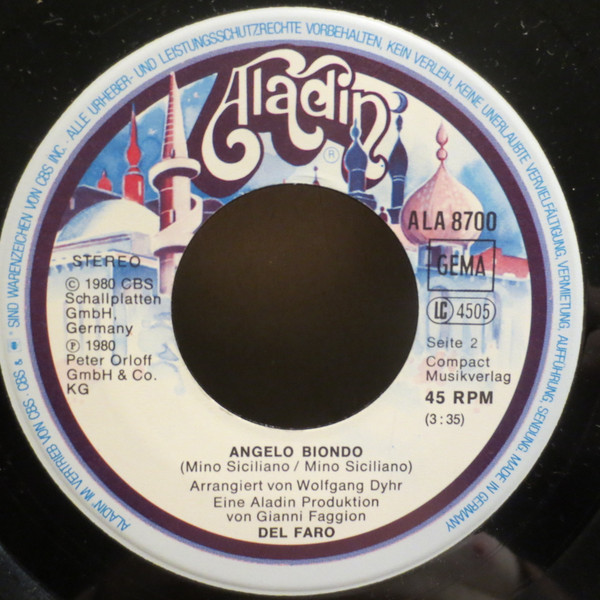 Aladin
®
ALA 8700
GEMA
LC 4505
Seite 2
Compact
Musikverlag
45 RPM
(3:35)
STEREO
© 1980 CBS
Schallplatten
GmbH,
Germany
℗ 1980
Peter Orloff
GmbH & Co.
KG
ANGELO BIONDO
(Mino Siciliano / Mino Siciliano)
Arrangiert von Wolfgang Dyhr
Eine Aladin Produktion
von Gianni Faggion
DEL FARO
ALADIN' IM VERTRIEB VON CBS. CBS & ® SIND WARENZEICHEN VON CBS INC. · ALLE URHEBER- UND LEISTUNGSSCHUTZRECHTE VORBEHALTEN, KEIN VERLEIH, KEINE UNERLAUBTE VERVIELFÄLTIGUNG, VERMIETUNG, AUFFÜHRUNG, SENDUNG. MADE IN GERMANY